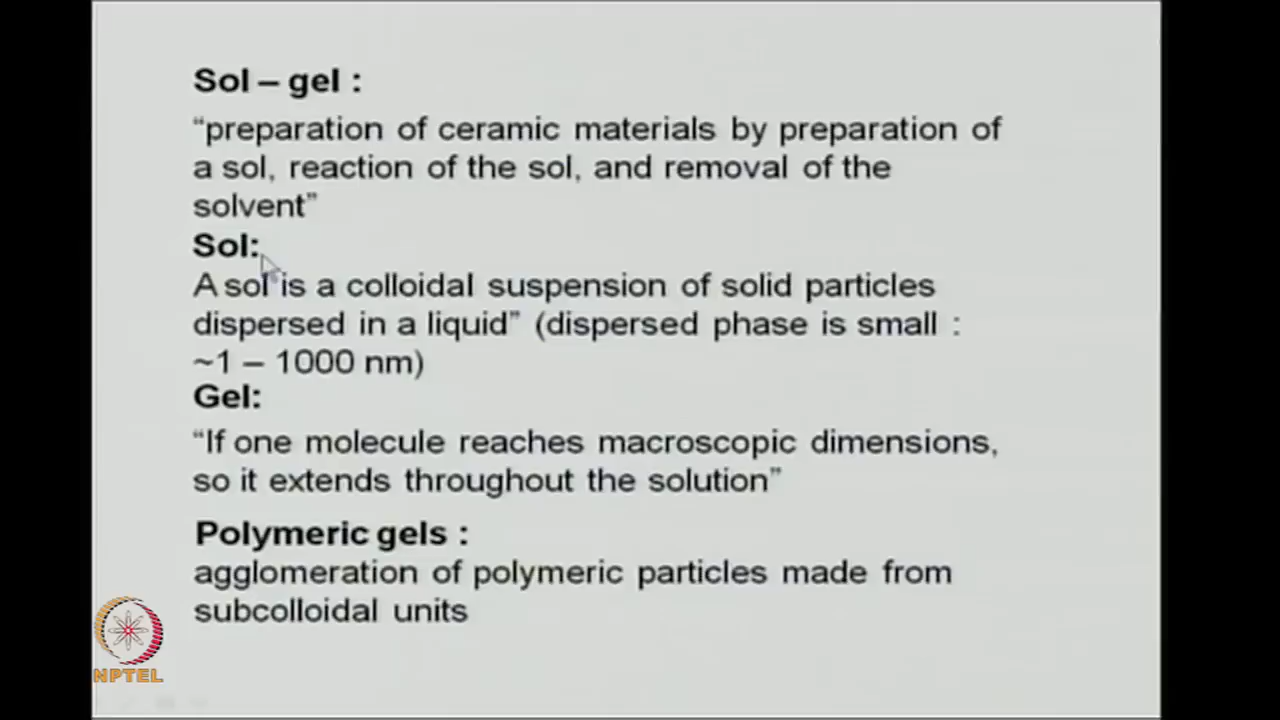 Sol – gel :
“preparation of ceramic materials by preparation of
a sol, reaction of the sol, and removal of the
solvent”
Sol:
A sol is a colloidal suspension of solid particles
dispersed in a liquid” (dispersed phase is small :
~1 – 1000 nm)
Gel:
“If one molecule reaches macroscopic dimensions,
so it extends throughout the solution”
Polymeric gels :
agglomeration of polymeric particles made from
subcolloidal units
NPTEL